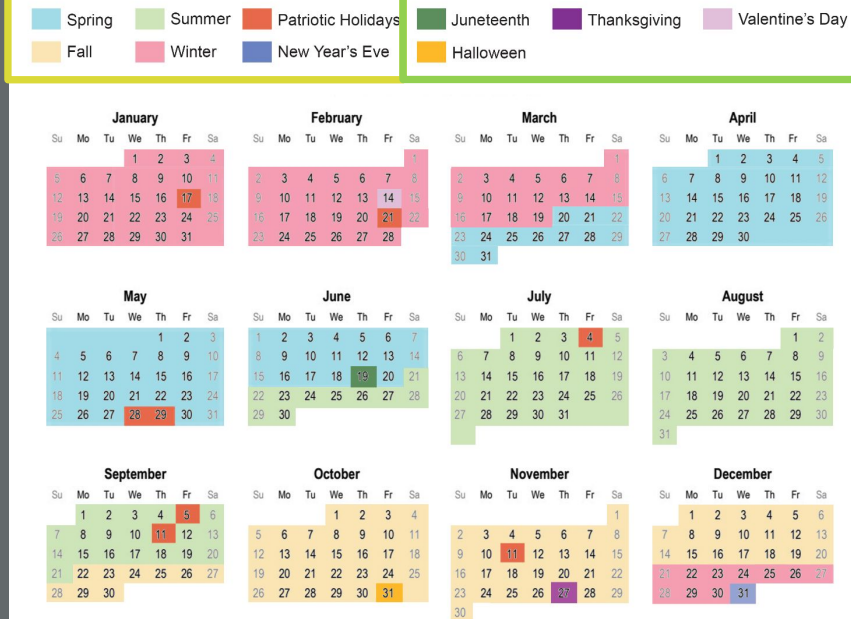 Spring Summer Patriotic Holidays Juneteenth Thanksgiving Valentine's Day
Fall Winter New Year's Eve Halloween
January February March April
Su Mo Tu We Th Fr Sa Su Mo Tu We Th Fr Sa Su Mo Tu We Th Fr Sa Su Mo Tu We Th Fr Sa
1 2 3 4 1 1 1 2 3 4 5
5 6 7 8 9 10 11 2 3 4 5 6 7 8 2 3 4 5 6 7 8 6 7 8 9 10 11 12
12 13 14 15 16 17 18 9 10 11 12 13 14 15 9 10 11 12 13 14 15 13 14 15 16 17 18 19
19 20 21 22 23 24 25 16 17 18 19 20 21 22 16 17 18 19 20 21 22 20 21 22 23 24 25 26
26 27 28 29 30 31 23 24 25 26 27 28 23 24 25 26 27 28 29 27 28 29 30
30 31
May June July August
Su Mo Tu We Th Fr Sa Su Mo Tu We Th Fr Sa Su Mo Tu We Th Fr Sa Su Mo Tu We Th Fr Sa
1 2 3 1 2 3 4 5 6 7 1 2 3 4 5 1 2
4 5 6 7 8 9 10 8 9 10 11 12 13 14 6 7 8 9 10 11 12 3 4 5 6 7 8 9
11 12 13 14 15 16 17 15 16 17 18 19 20 21 13 14 15 16 17 18 19 10 11 12 13 14 15 16
18 19 20 21 22 23 24 22 23 24 25 26 27 28 20 21 22 23 24 25 26 17 18 19 20 21 22 23
25 26 27 28 29 30 31 29 30 27 28 29 30 31 24 25 26 27 28 29 30
31
September October November December
Su Mo Tu We Th Fr Sa Su Mo Tu We Th Fr Sa Su Mo Tu We Th Fr Sa Su Mo Tu We Th Fr Sa
1 2 3 4 5 6 1 2 3 4 1 1 2 3 4 5 6
7 8 9 10 11 12 13 5 6 7 8 9 10 11 2 3 4 5 6 7 8 7 8 9 10 11 12 13
14 15 16 17 18 19 20 12 13 14 15 16 17 18 9 10 11 12 13 14 15 14 15 16 17 18 19 20
21 22 23 24 25 26 27 19 20 21 22 23 24 25 16 17 18 19 20 21 22 21 22 23 24 25 26 27
28 29 30 26 27 28 29 30 31 23 24 25 26 27 28 29 28 29 30 31
30